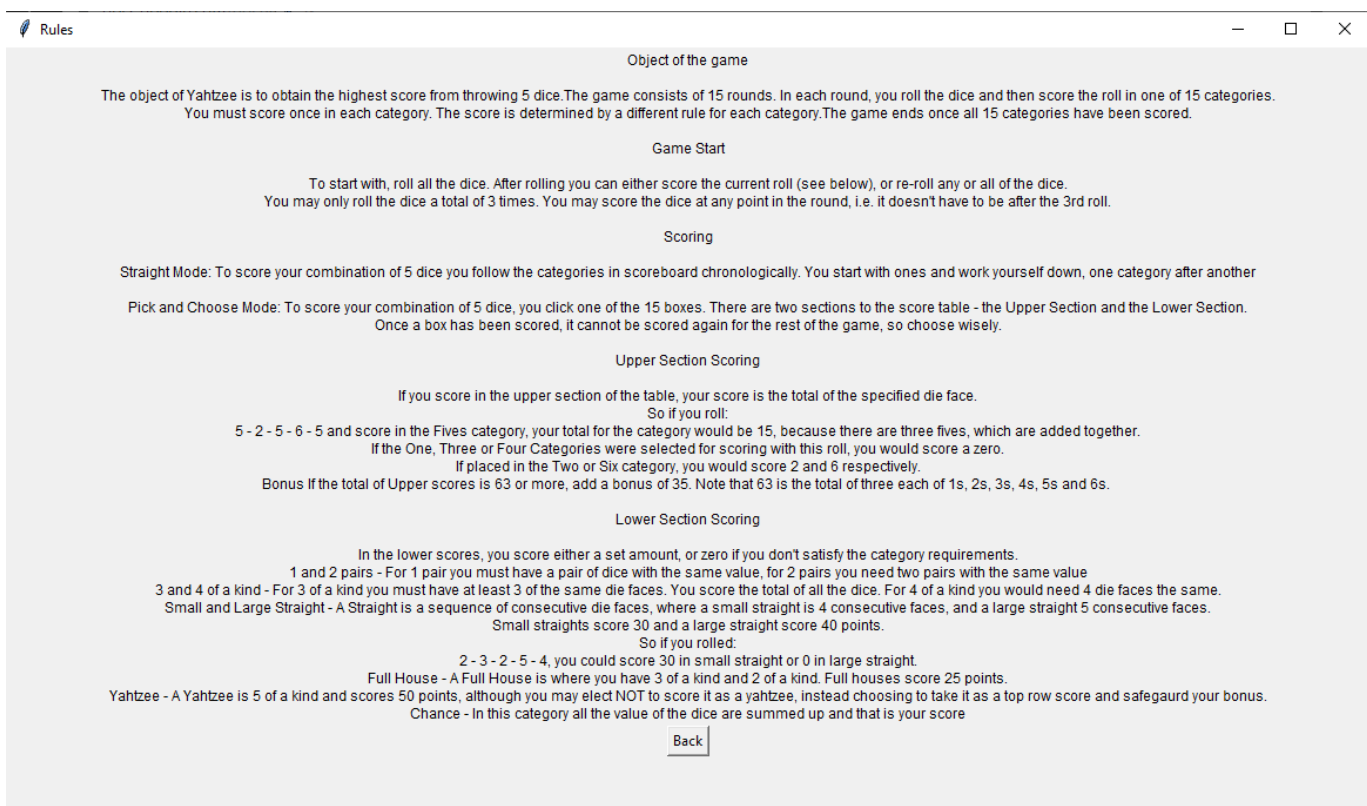 Rules
Object of the game
The object of Yahtzee is to obtain the highest score from throwing 5 dice.The game consists of 15 rounds. In each round, you roll the dice and then score the roll in one of 15 categories.
You must score once in each category. The score is determined by a different rule for each category.The game ends once all 15 categories have been scored.
Game Start
To start with, roll all the dice. After rolling you can either score the current roll (see below), or re-roll any or all of the dice.
You may only roll the dice a total of 3 times. You may score the dice at any point in the round, i.e. it doesn't have to be after the 3rd roll.
Scoring
Straight Mode: To score your combination of 5 dice you follow the categories in scoreboard chronologically. You start with ones and work yourself down, one category after another
Pick and Choose Mode: To score your combination of 5 dice, you click one of the 15 boxes. There are two sections to the score table - the Upper Section and the Lower Section.
Once a box has been scored, it cannot be scored again for the rest of the game, so choose wisely.
Upper Section Scoring
If you score in the upper section of the table, your score is the total of the specified die face.
So if you roll:
5 - 2 - 5 - 6 - 5 and score in the Fives category, your total for the category would be 15, because there are three fives, which are added together.
If the One, Three or Four Categories were selected for scoring with this roll, you would score a zero.
If placed in the Two or Six category, you would score 2 and 6 respectively.
Bonus If the total of Upper scores is 63 or more, add a bonus of 35. Note that 63 is the total of three each of 1s, 2s, 3s, 4s, 5s and 6s.
Lower Section Scoring
In the lower scores, you score either a set amount, or zero if you don't satisfy the category requirements.
1 and 2 pairs - For 1 pair you must have a pair of dice with the same value, for 2 pairs you need two pairs with the same value
3 and 4 of a kind - For 3 of a kind you must have at least 3 of the same die faces. You score the total of all the dice. For 4 of a kind you would need 4 die faces the same.
Small and Large Straight - A Straight is a sequence of consecutive die faces, where a small straight is 4 consecutive faces, and a large straight 5 consecutive faces.
Small straights score 30 and a large straight score 40 points.
So if you rolled:
2 - 3 - 2 - 5 - 4, you could score 30 in small straight or 0 in large straight.
Full House - A Full House is where you have 3 of a kind and 2 of a kind. Full houses score 25 points.
Yahtzee - A Yahtzee is 5 of a kind and scores 50 points, although you may elect NOT to score it as a yahtzee, instead choosing to take it as a top row score and safegaurd your bonus.
Chance - In this category all the value of the dice are summed up and that is your score
Back